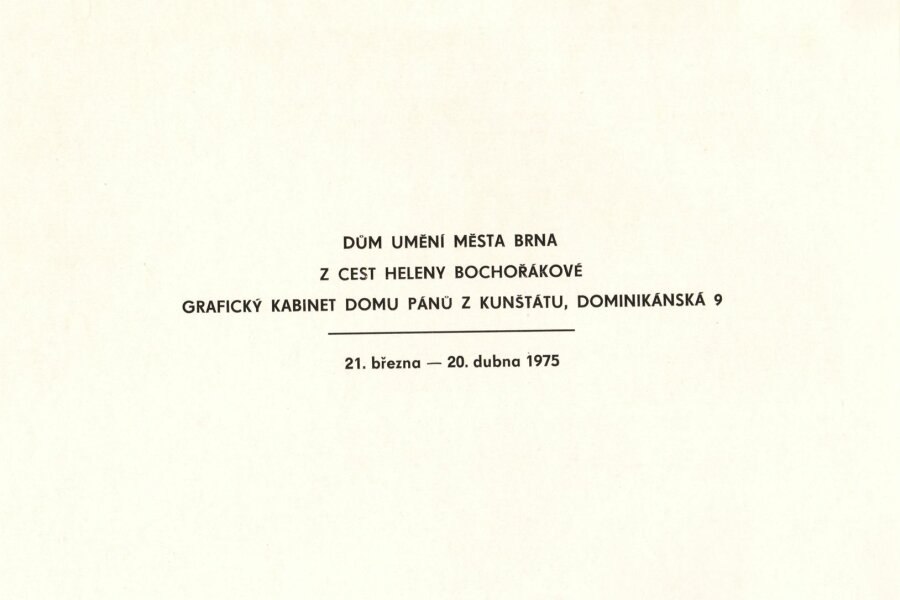 DŮM UMĚNÍ MĚSTA BRNA
Z CEST HELENY BOCHOŘÁKOVÉ
GRAFICKÝ KABINET DOMU PÁNŮ Z KUNŠTÁTU, DOMINIKÁNSKÁ 9
21. března — 20. dubna 1975